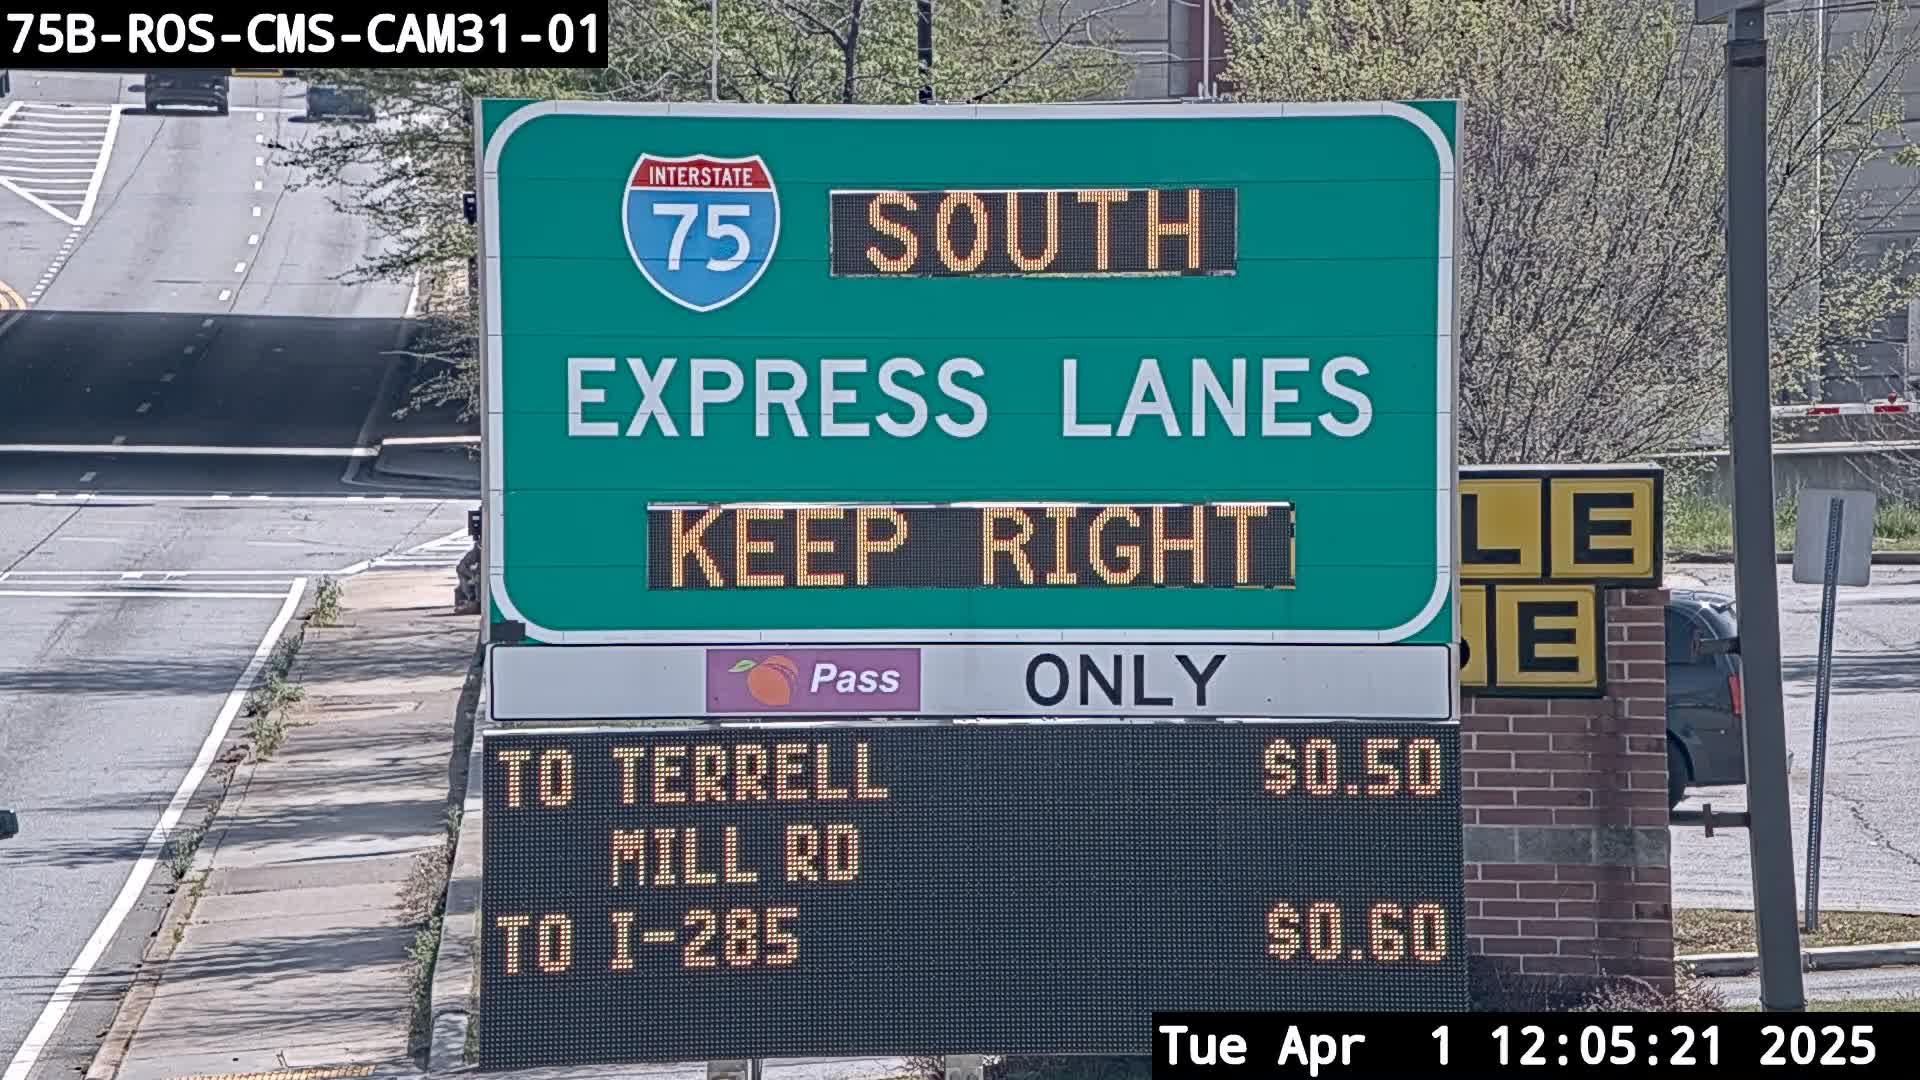 75B-ROS-CMS-CAM31-01
INTERSTATE
75
SOUTH
EXPRESS LANES
KEEP RIGHT
Pass ONLY
TO TERRELL $0.50
MILL RD
TO I-285 $0.60
LE
E
Tue Apr 1 12:05:21 2025